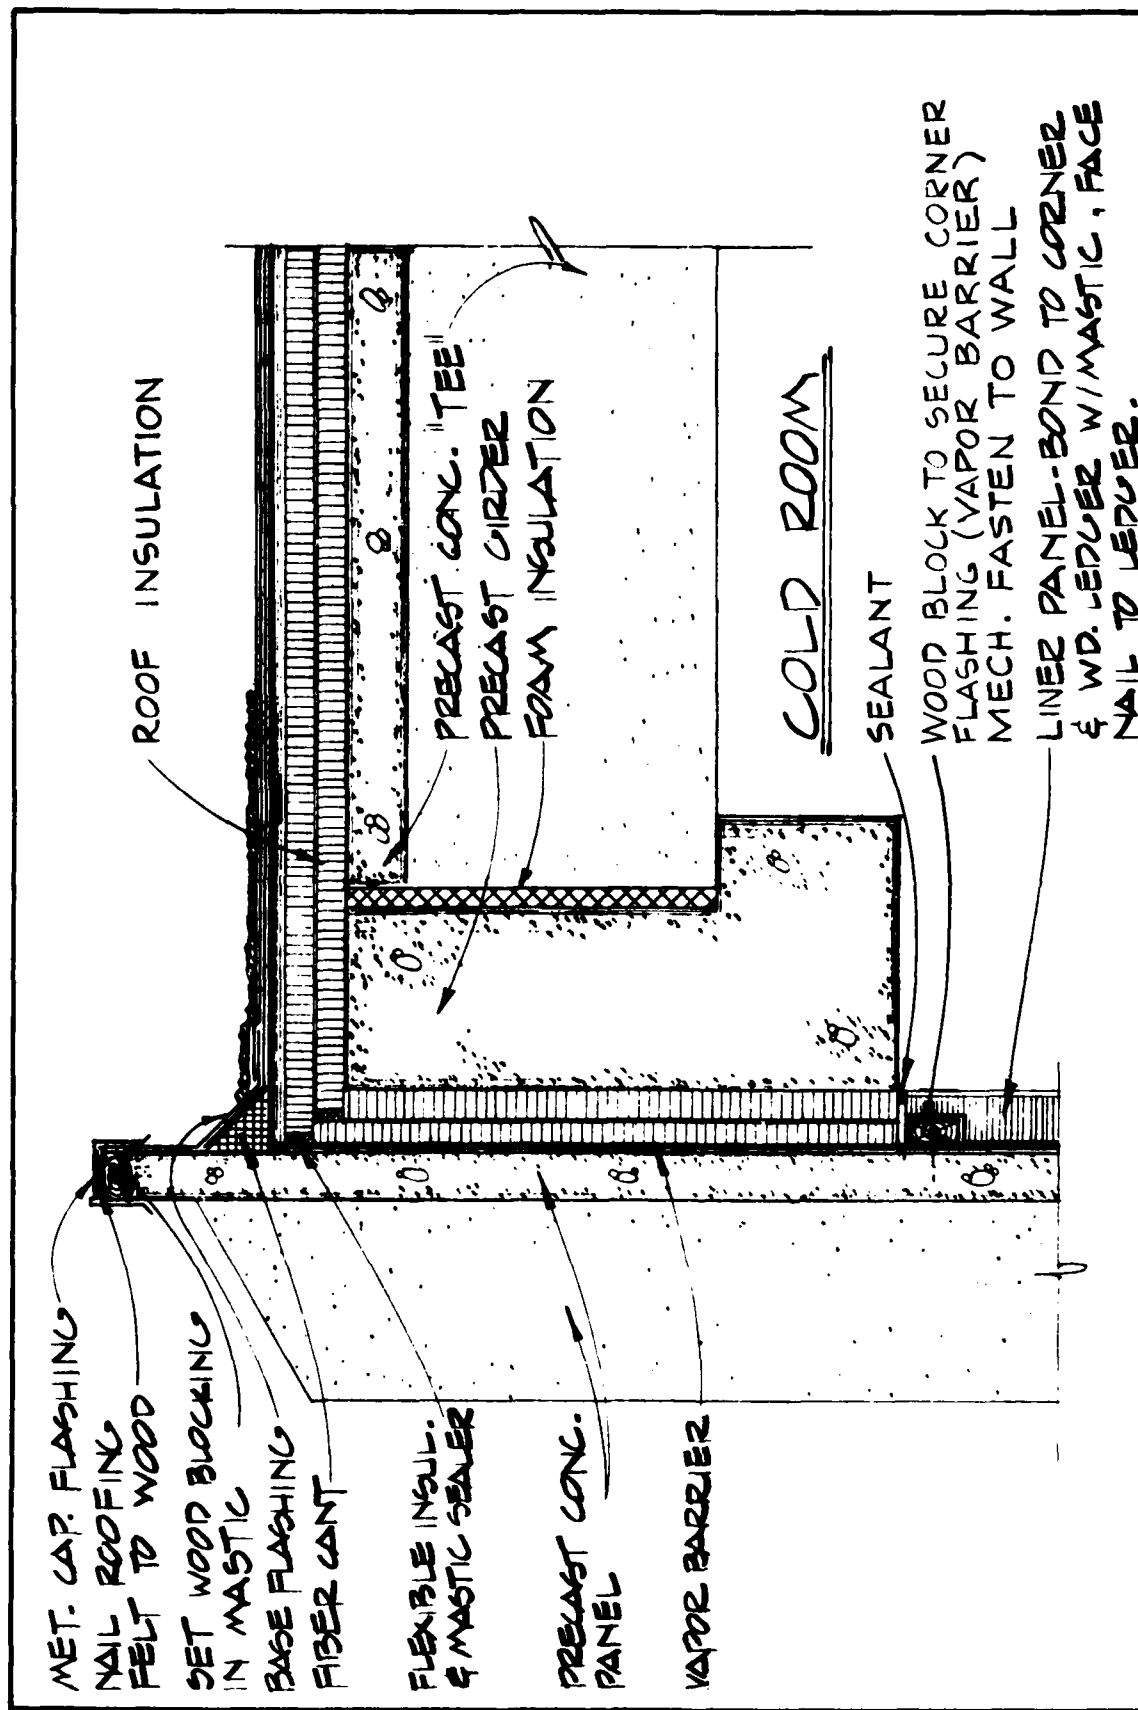 MET. CAP. FLASHING
NAIL ROOFING
FELT TO WOOD
SET WOOD BLOCKING
IN MASTIC
BASE FLASHING
FIBER CANT
FLEXIBLE INSUL.
& MASTIC SEALER
PRECAST CONC.
PANEL
VAPOR BARRIER
ROOF INSULATION
PRECAST CONC. TEE
PRECAST GIRDER
FOAM INSULATION
COLD ROOM
SEALANT
WOOD BLOCK TO SECURE CORNER
FLASHING (VAPOR BARRIER)
MECH. FASTEN TO WALL
LINER PANEL-BOND TO CORNER
& WD. LEDGER W/MASTIC, FACE
NAIL TO LEDGER.